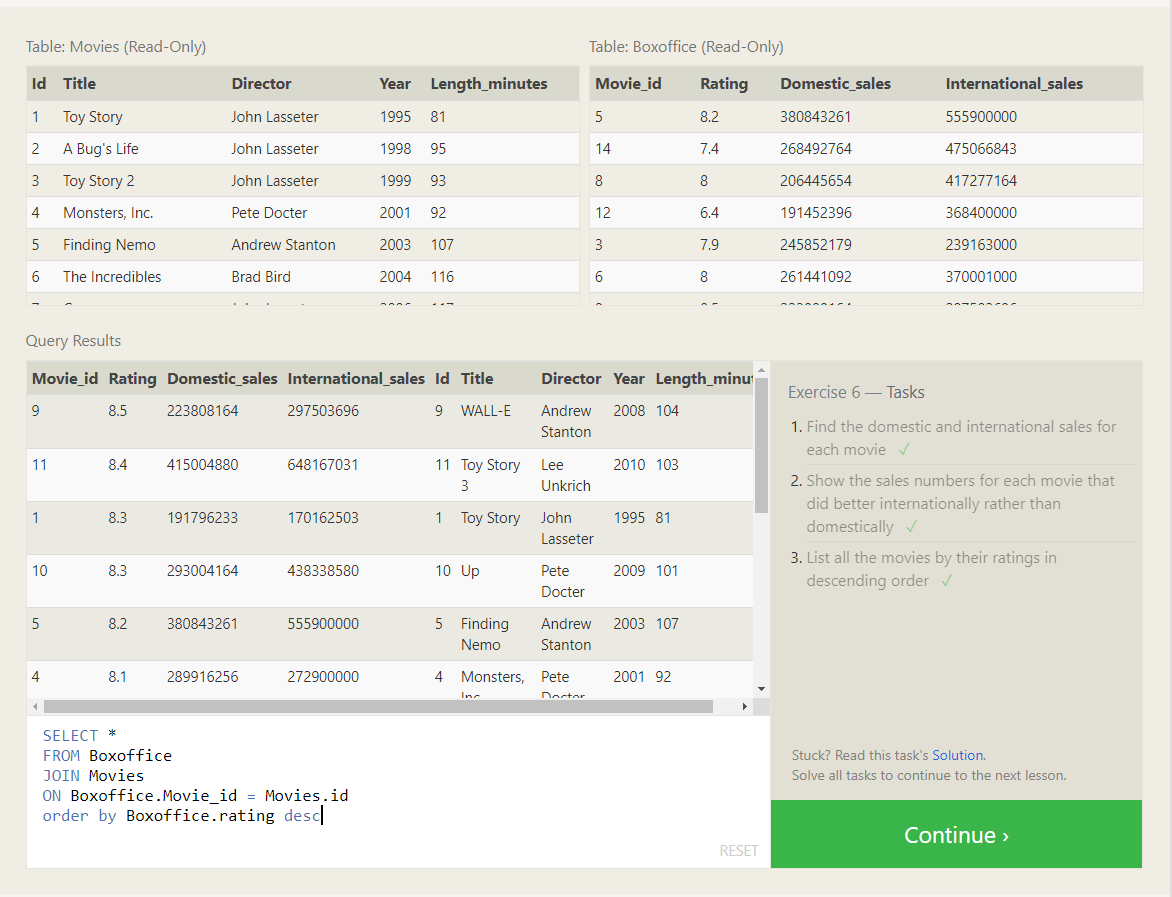 Table: Movies (Read-Only)
Id Title Director Year Length_minutes
1 Toy Story John Lasseter 1995 81
2 A Bug's Life John Lasseter 1998 95
3 Toy Story 2 John Lasseter 1999 93
4 Monsters, Inc. Pete Docter 2001 92
5 Finding Nemo Andrew Stanton 2003 107
6 The Incredibles Brad Bird 2004 116
Table: Boxoffice (Read-Only)
Movie_id Rating Domestic_sales International_sales
5 8.2 380843261 555900000
14 7.4 268492764 475066843
8 8 206445654 417277164
12 6.4 191452396 368400000
3 7.9 245852179 239163000
6 8 261441092 370001000
Query Results
Movie_id Rating Domestic_sales International_sales Id Title Director Year Length_minut
9 8.5 223808164 297503696 9 WALL-E Andrew 2008 104
Stanton
11 8.4 415004880 648167031 11 Toy Story Lee 2010 103
3 Unkrich
1 8.3 191796233 170162503 1 Toy Story John 1995 81
Lasseter
10 8.3 293004164 438338580 10 Up Pete 2009 101
Docter
5 8.2 380843261 555900000 5 Finding Andrew 2003 107
Nemo Stanton
4 8.1 289916256 272900000 4 Monsters, Pete 2001 92
Inc. Docter
SELECT *
FROM Boxoffice
JOIN Movies
ON Boxoffice.Movie_id = Movies.id
order by Boxoffice.rating desc
RESET
Exercise 6 — Tasks
1. Find the domestic and international sales for
each movie ✓
2. Show the sales numbers for each movie that
did better internationally rather than
domestically ✓
3. List all the movies by their ratings in
descending order ✓
Stuck? Read this task's Solution.
Solve all tasks to continue to the next lesson.
Continue ›